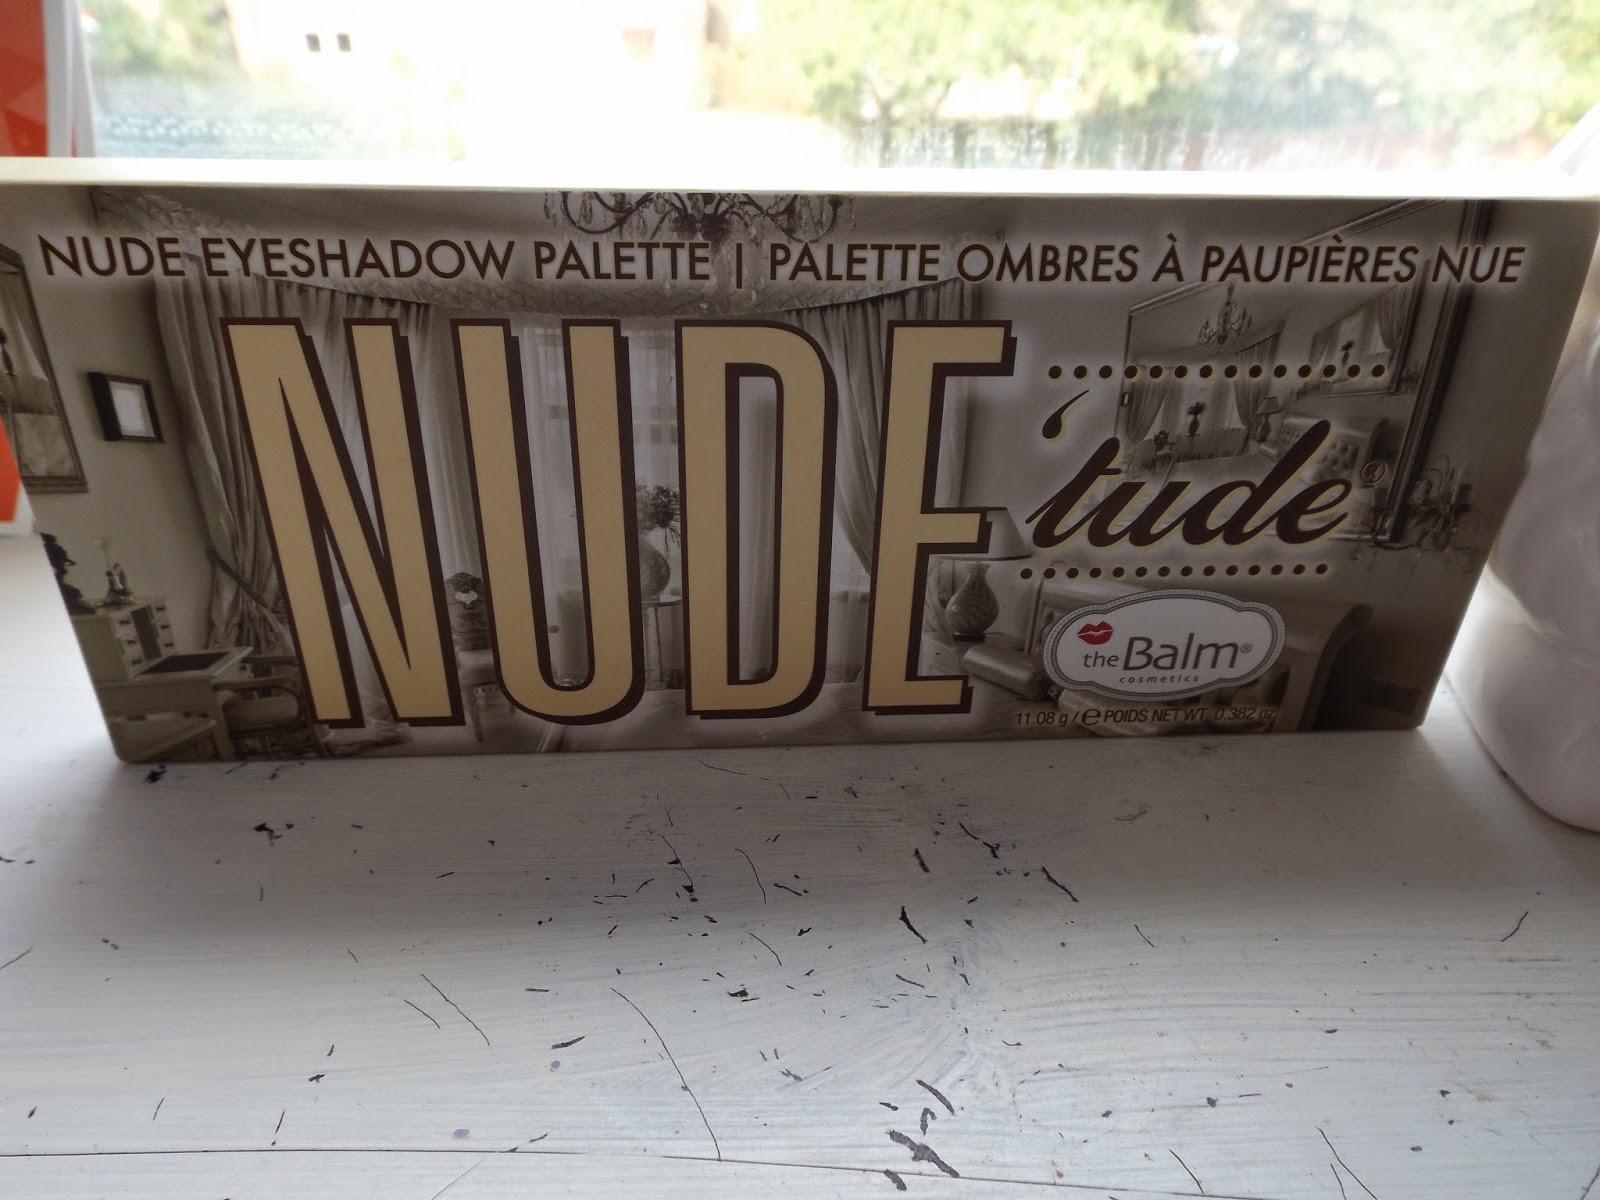 NUDE EYESHADOW PALETTE | PALETTE OMBRES À PAUPIÈRES NUE
NUDE
'tude®
the Balm®
cosmetics
11.08 g / ℮ POIDS NET WT. 0.382 oz